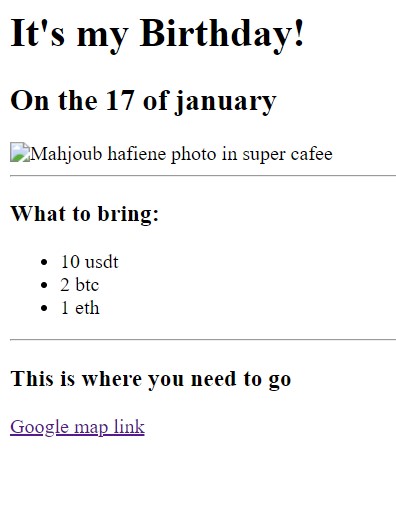 It's my Birthday!
On the 17 of january
Mahjoub hafiene photo in super cafee
What to bring:
10 usdt
2 btc
1 eth
This is where you need to go
Google map link